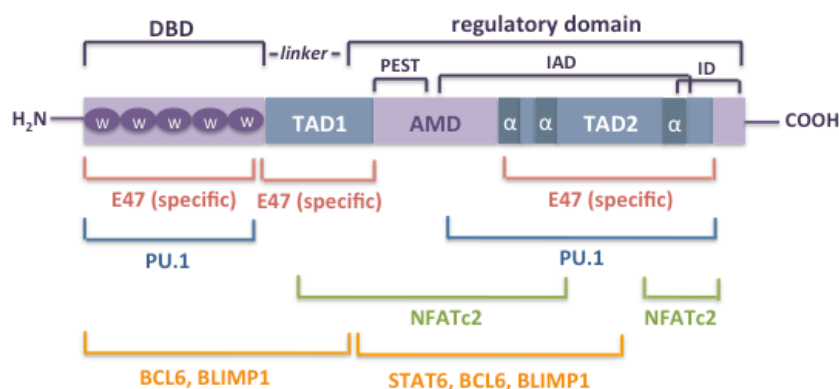 DBD
linker
regulatory domain
PEST
IAD
ID
H2N
W W W W W
TAD1
AMD
α
α
TAD2
α
COOH
E47 (specific)
E47 (specific)
E47 (specific)
PU.1
PU.1
NFATc2
NFATc2
BCL6, BLIMP1
STAT6, BCL6, BLIMP1